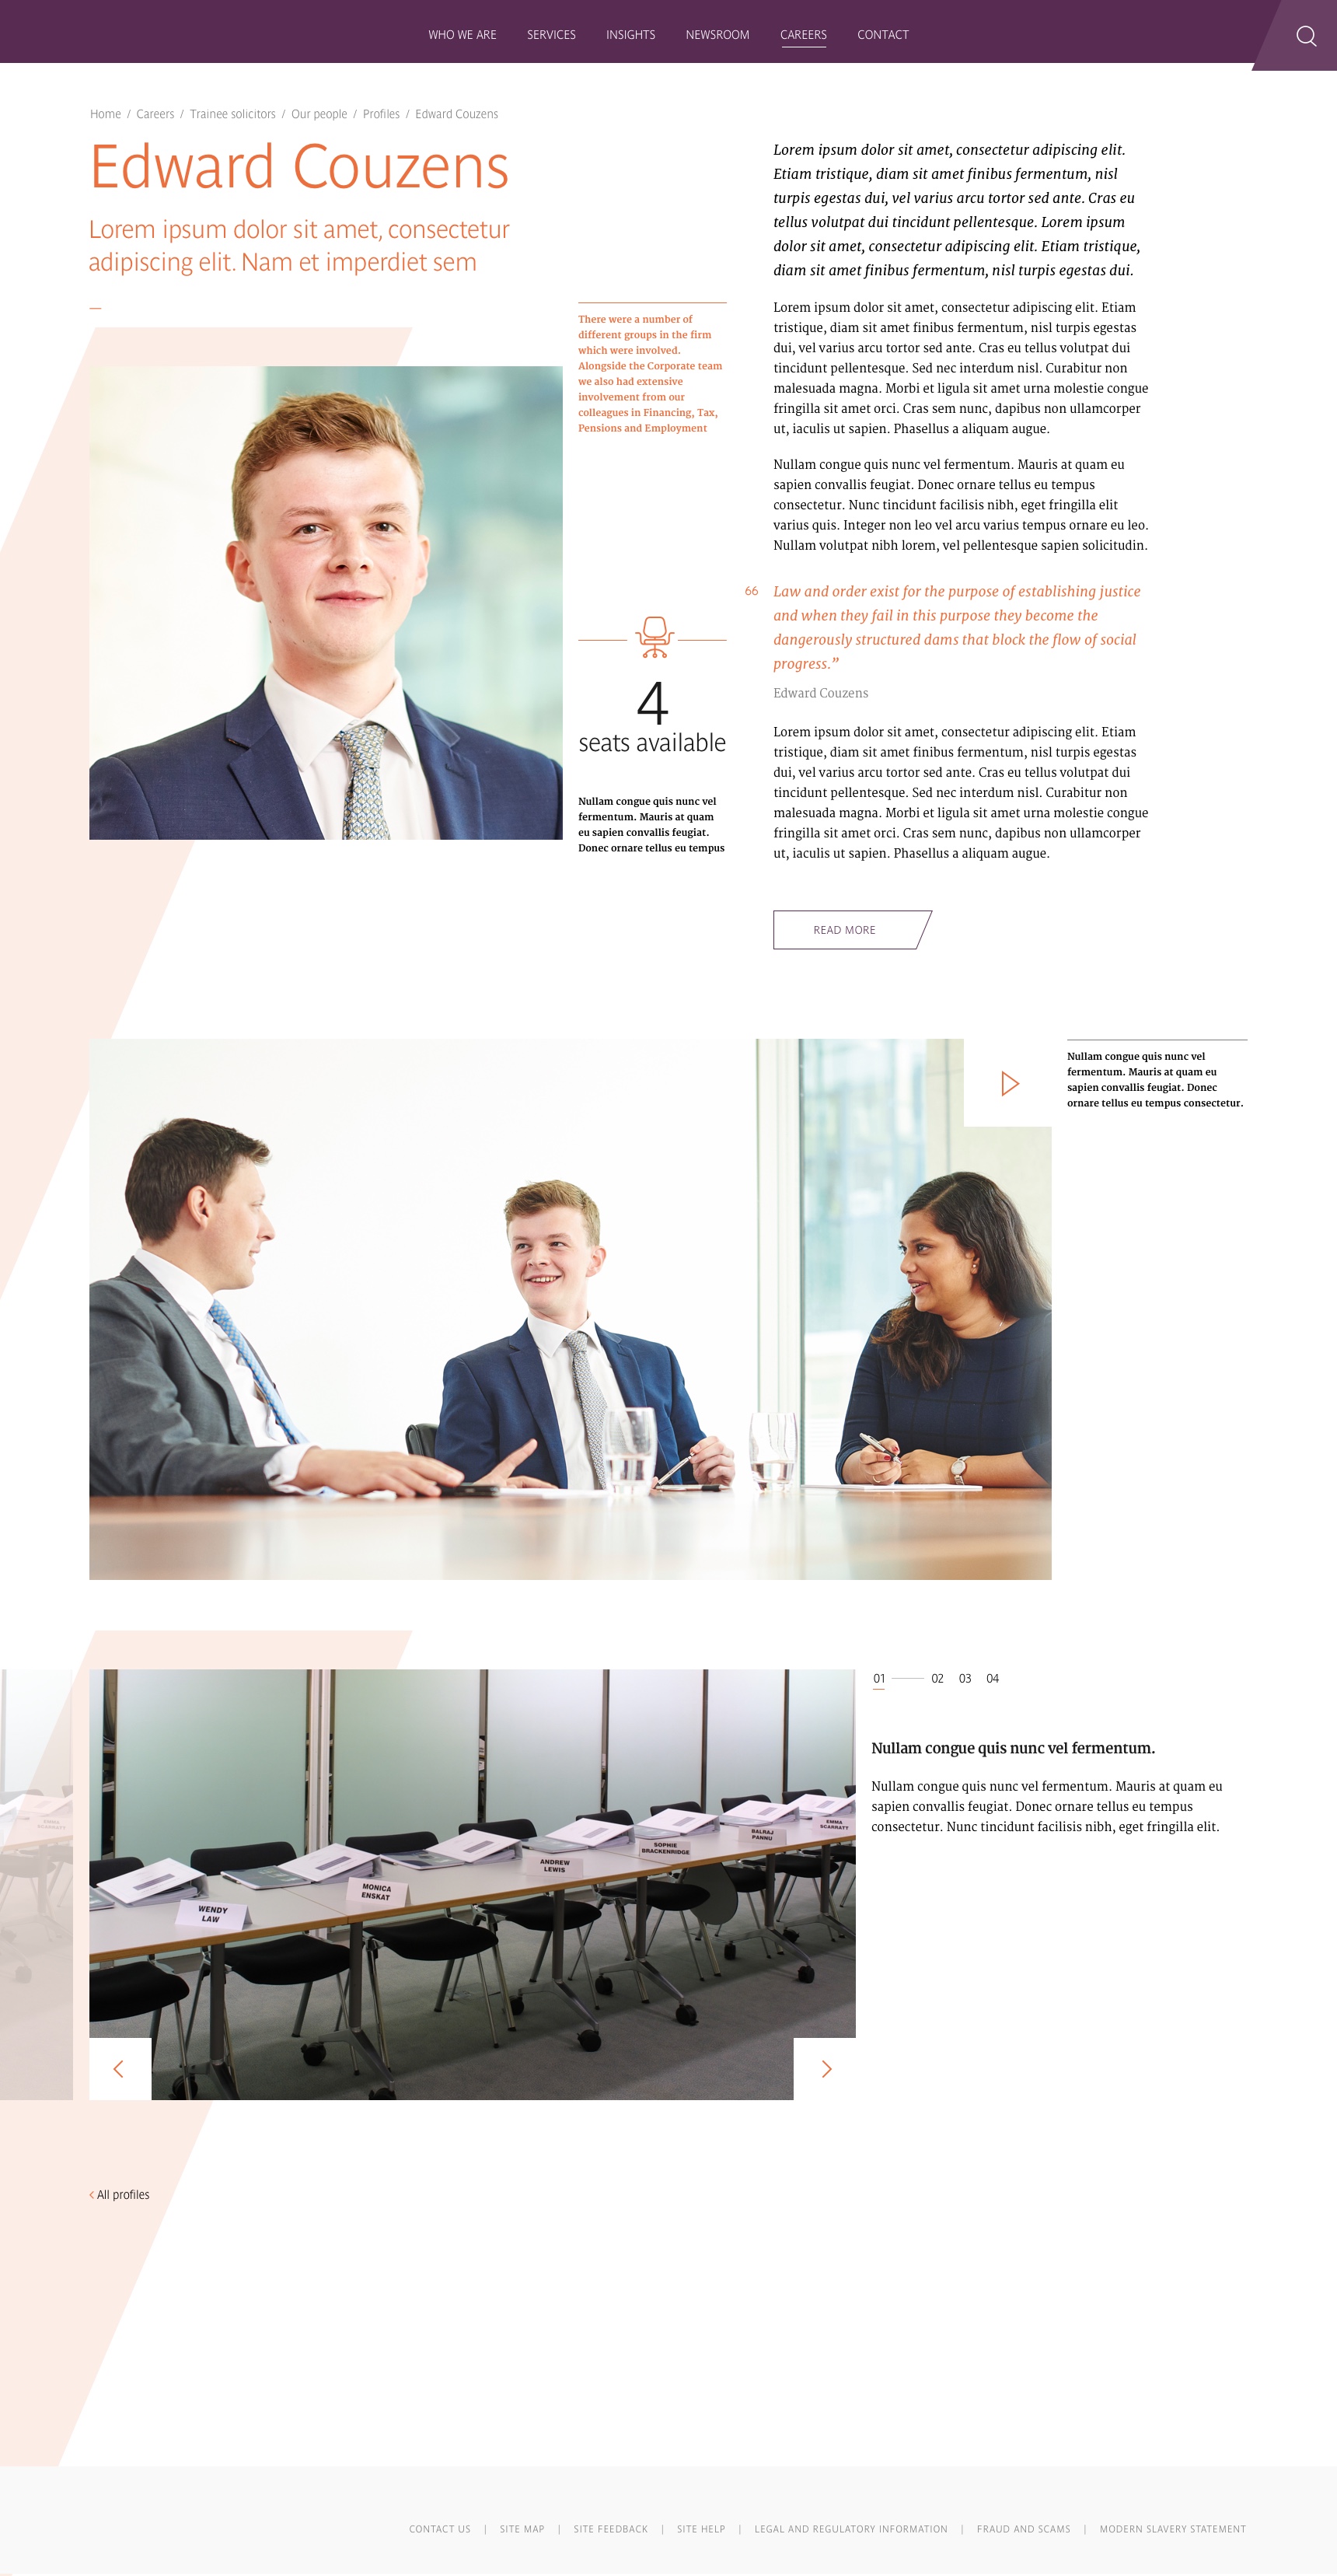 WHO WE ARE SERVICES INSIGHTS NEWSROOM CAREERS CONTACT
Home / Careers / Trainee solicitors / Our people / Profiles / Edward Couzens
Edward Couzens
Lorem ipsum dolor sit amet, consectetur
adipiscing elit. Nam et imperdiet sem
There were a number of
different groups in the firm
which were involved.
Alongside the Corporate team
we also had extensive
involvement from our
colleagues in Financing, Tax,
Pensions and Employment
4
seats available
Nullam congue quis nunc vel
fermentum. Mauris at quam
eu sapien convallis feugiat.
Donec ornare tellus eu tempus
Lorem ipsum dolor sit amet, consectetur adipiscing elit.
Etiam tristique, diam sit amet finibus fermentum, nisl
turpis egestas dui, vel varius arcu tortor sed ante. Cras eu
tellus volutpat dui tincidunt pellentesque. Lorem ipsum
dolor sit amet, consectetur adipiscing elit. Etiam tristique,
diam sit amet finibus fermentum, nisl turpis egestas dui.
Lorem ipsum dolor sit amet, consectetur adipiscing elit. Etiam
tristique, diam sit amet finibus fermentum, nisl turpis egestas
dui, vel varius arcu tortor sed ante. Cras eu tellus volutpat dui
tincidunt pellentesque. Sed nec interdum nisl. Curabitur non
malesuada magna. Morbi et ligula sit amet urna molestie congue
fringilla sit amet orci. Cras sem nunc, dapibus non ullamcorper
ut, iaculis ut sapien. Phasellus a aliquam augue.
Nullam congue quis nunc vel fermentum. Mauris at quam eu
sapien convallis feugiat. Donec ornare tellus eu tempus
consectetur. Nunc tincidunt facilisis nibh, eget fringilla elit
varius quis. Integer non leo vel arcu varius tempus ornare eu leo.
Nullam volutpat nibh lorem, vel pellentesque sapien solicitudin.
66 Law and order exist for the purpose of establishing justice
and when they fail in this purpose they become the
dangerously structured dams that block the flow of social
progress.”
Edward Couzens
Lorem ipsum dolor sit amet, consectetur adipiscing elit. Etiam
tristique, diam sit amet finibus fermentum, nisl turpis egestas
dui, vel varius arcu tortor sed ante. Cras eu tellus volutpat dui
tincidunt pellentesque. Sed nec interdum nisl. Curabitur non
malesuada magna. Morbi et ligula sit amet urna molestie congue
fringilla sit amet orci. Cras sem nunc, dapibus non ullamcorper
ut, iaculis ut sapien. Phasellus a aliquam augue.
READ MORE
Nullam congue quis nunc vel
fermentum. Mauris at quam eu
sapien convallis feugiat. Donec
ornare tellus eu tempus consectetur.
EMMA
SCARRATT
WENDY
LAW
MONICA
ENSKAT
ANDREW
LEWIS
SOPHIE
BRACKENRIDGE
BALRAJ
PANNU
EMMA
SCARRATT
01 02 03 04
Nullam congue quis nunc vel fermentum.
Nullam congue quis nunc vel fermentum. Mauris at quam eu
sapien convallis feugiat. Donec ornare tellus eu tempus
consectetur. Nunc tincidunt facilisis nibh, eget fringilla elit.
All profiles
CONTACT US | SITE MAP | SITE FEEDBACK | SITE HELP | LEGAL AND REGULATORY INFORMATION | FRAUD AND SCAMS | MODERN SLAVERY STATEMENT